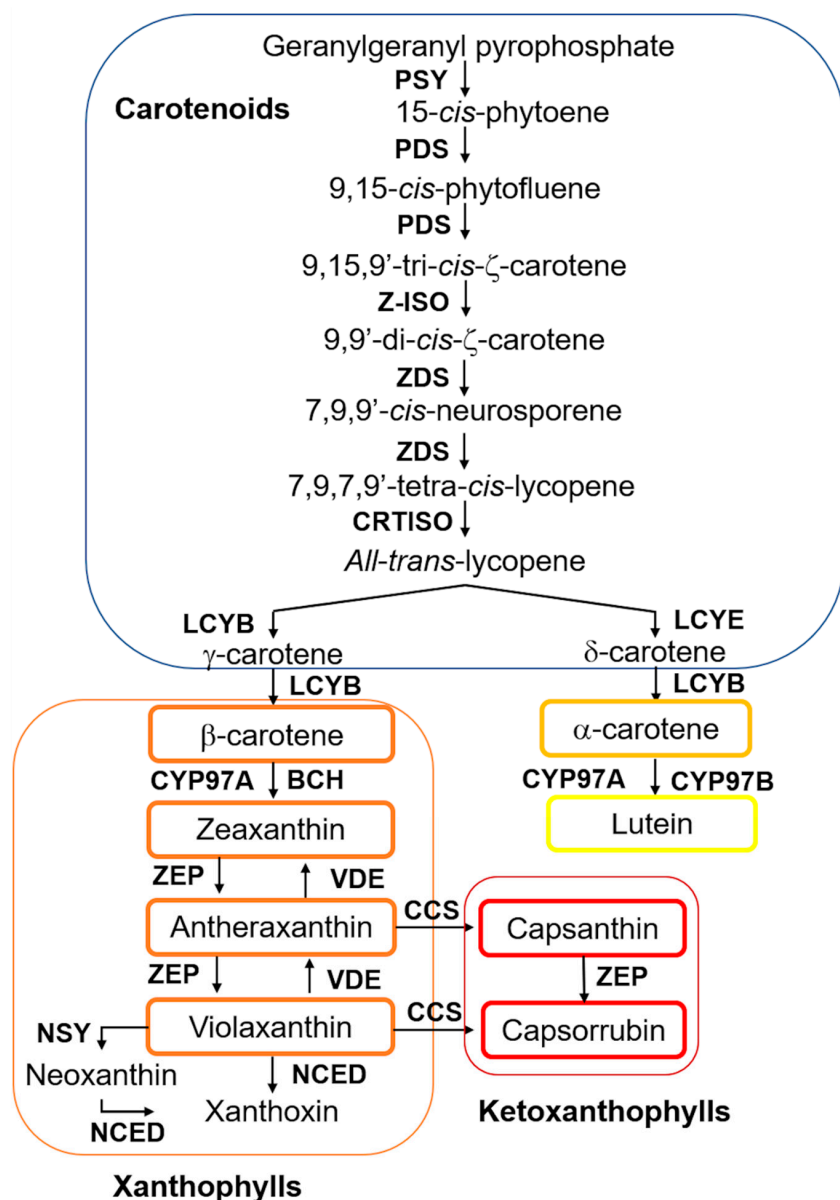 Geranylgeranyl pyrophosphate
PSY
Carotenoids
15-cis-phytoene
PDS
9,15-cis-phytofluene
PDS
9,15,9’-tri-cis-ζ-carotene
Z-ISO
9,9’-di-cis-ζ-carotene
ZDS
7,9,9’-cis-neurosporene
ZDS
7,9,7,9’-tetra-cis-lycopene
CRTISO
All-trans-lycopene
LCYB
LCYE
γ-carotene
δ-carotene
LCYB
LCYB
β-carotene
α-carotene
CYP97A
BCH
CYP97A
CYP97B
Zeaxanthin
Lutein
ZEP
VDE
CCS
Antheraxanthin
Capsanthin
ZEP
VDE
ZEP
CCS
Violaxanthin
Capsorrubin
NSY
NCED
Neoxanthin
Xanthoxin
NCED
Ketoxanthophylls
Xanthophylls